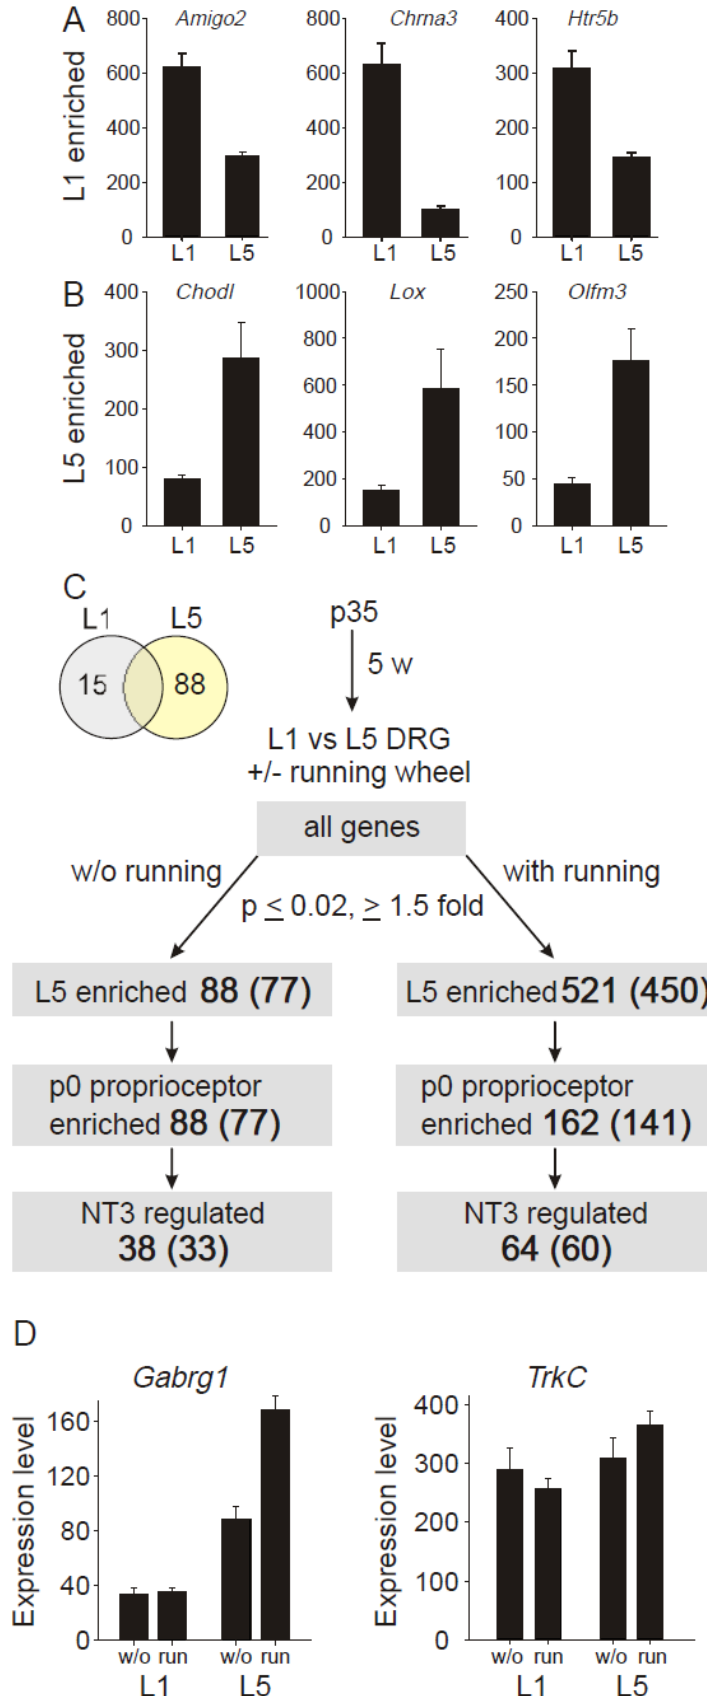 A
L1 enriched
Amigo2
800
600
400
200
0
L1 L5
Chrna3
800
600
400
200
0
L1 L5
Htr5b
400
300
200
100
0
L1 L5
B
L5 enriched
Chodl
400
300
200
100
0
L1 L5
Lox
1000
800
600
400
200
0
L1 L5
Olfm3
250
200
150
100
50
0
L1 L5
C
L1 L5
15 88
p35
5 w
L1 vs L5 DRG
+/- running wheel
all genes
w/o running
with running
p ≤ 0.02, ≥ 1.5 fold
L5 enriched 88 (77)
p0 proprioceptor
enriched 88 (77)
NT3 regulated
38 (33)
L5 enriched 521 (450)
p0 proprioceptor
enriched 162 (141)
NT3 regulated
64 (60)
D
Gabrg1
Expression level
160
120
80
40
0
w/o run w/o run
L1 L5
TrkC
Expression level
400
300
200
100
0
w/o run w/o run
L1 L5